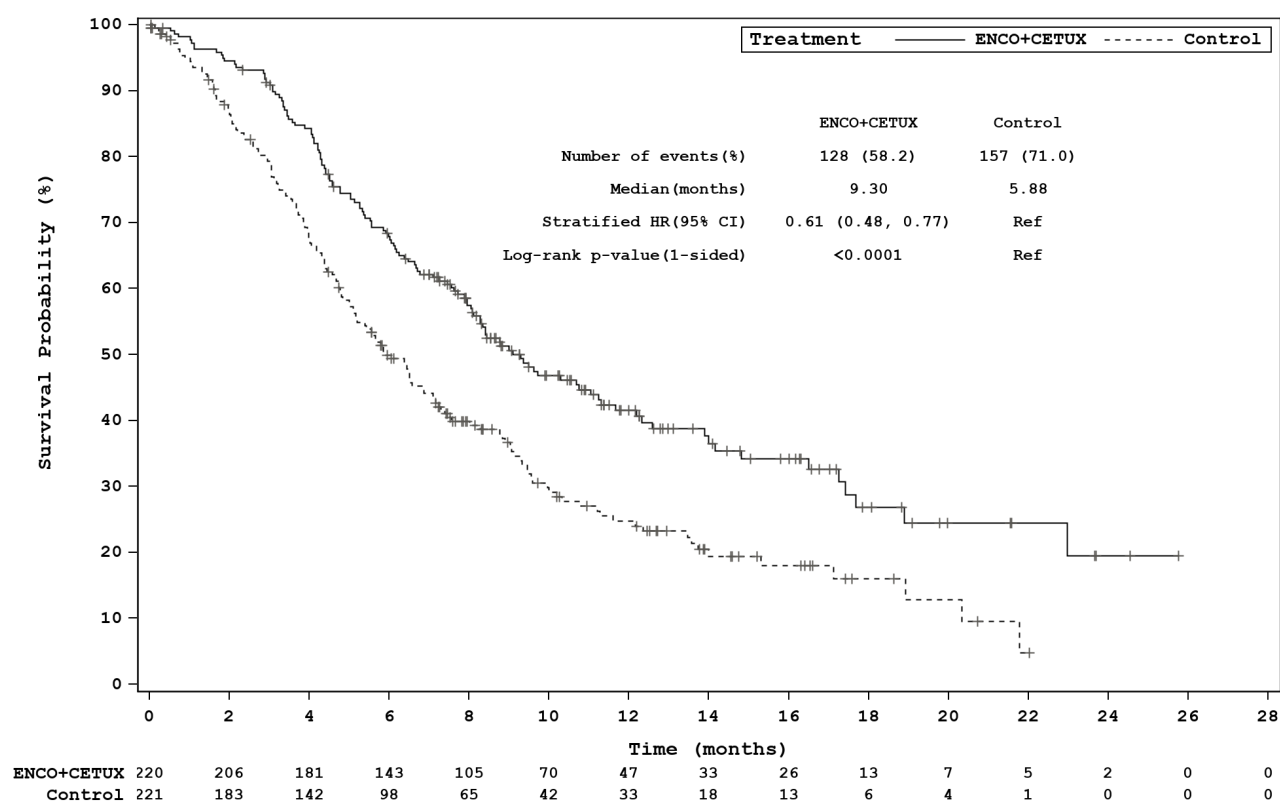 Treatment ENCO+CETUX Control
ENCO+CETUX Control
Number of events(%) 128 (58.2) 157 (71.0)
Median(months) 9.30 5.88
Stratified HR(95% CI) 0.61 (0.48, 0.77) Ref
Log-rank p-value(1-sided) <0.0001 Ref
Survival Probability (%)
100
90
80
70
60
50
40
30
20
10
0
0 2 4 6 8 10 12 14 16 18 20 22 24 26 28
Time (months)
ENCO+CETUX 220 206 181 143 105 70 47 33 26 13 7 5 2 0 0
Control 221 183 142 98 65 42 33 18 13 6 4 1 0 0 0